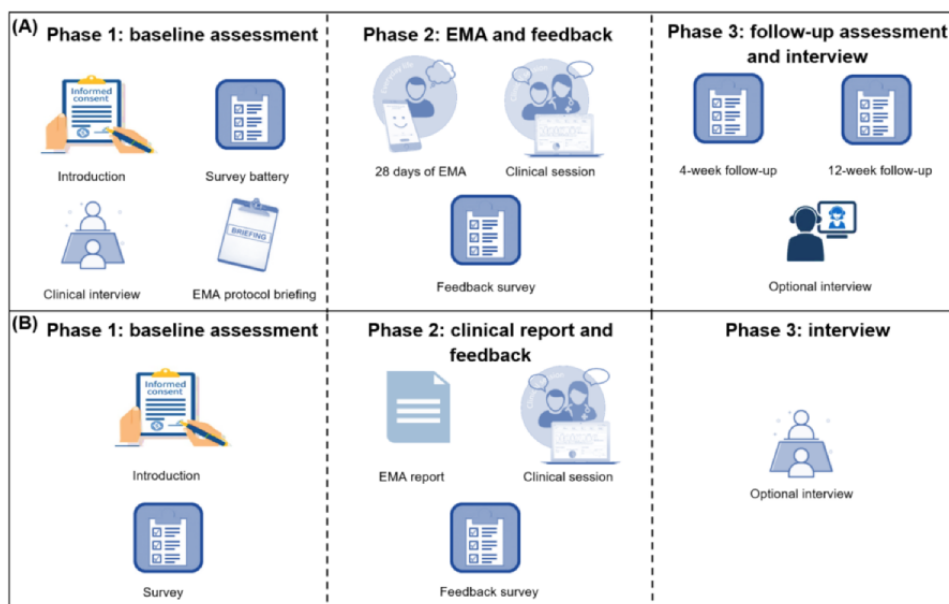 (A)
Phase 1: baseline assessment
Informed
consent
Introduction
Survey battery
Clinical interview
BRIEFING
EMA protocol briefing
Phase 2: EMA and feedback
28 days of EMA
Clinical session
Feedback survey
Phase 3: follow-up assessment
and interview
4-week follow-up
12-week follow-up
Optional interview
(B)
Phase 1: baseline assessment
Informed
consent
Introduction
Survey
Phase 2: clinical report and
feedback
EMA report
Clinical session
Feedback survey
Phase 3: interview
Optional interview